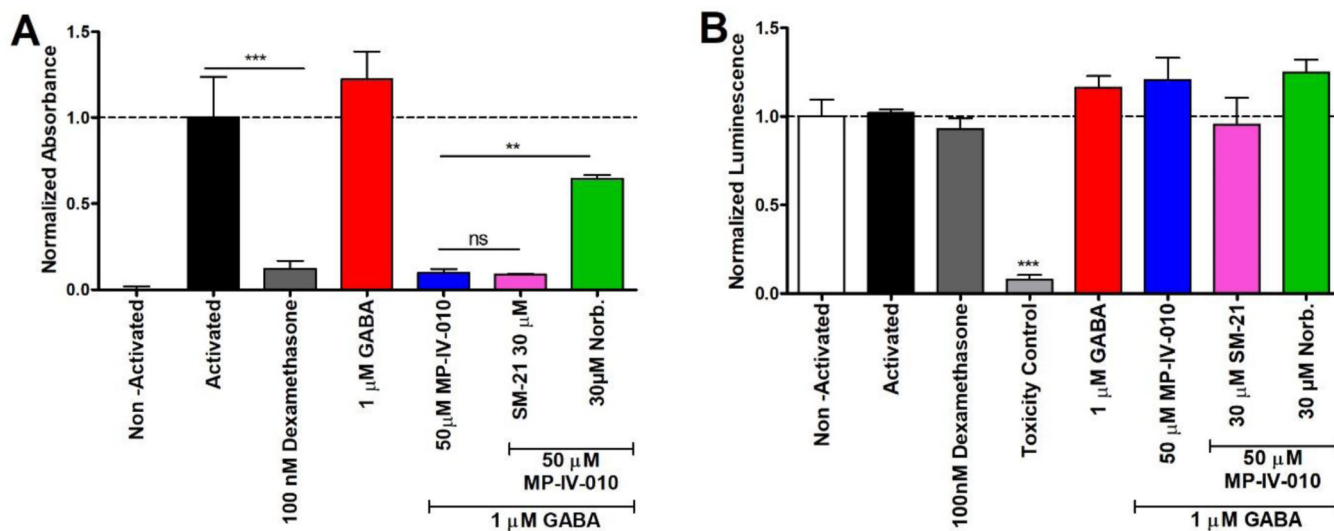 A
Normalized Absorbance
1.5
1.0
0.5
0.0
***
**
ns
Non -Activated
Activated
100 nM Dexamethasone
1 μM GABA
50μM MP-IV-010
SM-21 30 μM
30μM Norb.
50 μM
MP-IV-010
1 μM GABA
B
Normalized Luminescence
1.5
1.0
0.5
0.0
***
Non-Activated
Activated
100nM Dexamethasone
Toxicity Control
1 μM GABA
50 μM MP-IV-010
30 μM SM-21
30 μM Norb.
50 μM
MP-IV-010
1 μM GABA